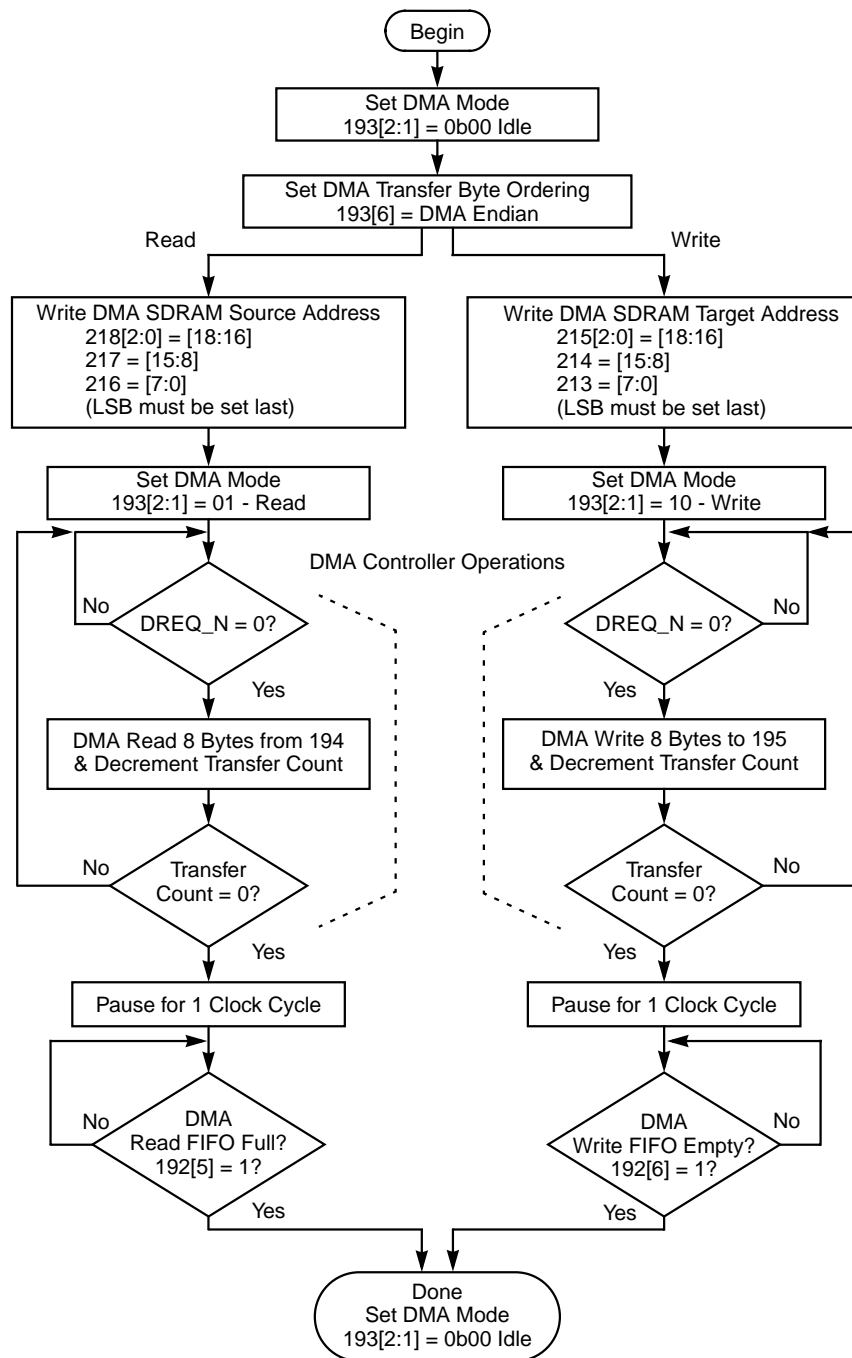 Begin
Set DMA Mode
193[2:1] = 0b00 Idle
Set DMA Transfer Byte Ordering
193[6] = DMA Endian
Read
Write
Write DMA SDRAM Source Address
218[2:0] = [18:16]
217 = [15:8]
216 = [7:0]
(LSB must be set last)
Write DMA SDRAM Target Address
215[2:0] = [18:16]
214 = [15:8]
213 = [7:0]
(LSB must be set last)
Set DMA Mode
193[2:1] = 01 - Read
Set DMA Mode
193[2:1] = 10 - Write
DMA Controller Operations
No
DREQ_N = 0?
Yes
DREQ_N = 0?
No
Yes
DMA Read 8 Bytes from 194
& Decrement Transfer Count
DMA Write 8 Bytes to 195
& Decrement Transfer Count
No
Transfer
Count = 0?
Yes
Transfer
Count = 0?
No
Yes
Pause for 1 Clock Cycle
Pause for 1 Clock Cycle
No
DMA
Read FIFO Full?
192[5] = 1?
Yes
DMA
Write FIFO Empty?
192[6] = 1?
No
Yes
Done
Set DMA Mode
193[2:1] = 0b00 Idle